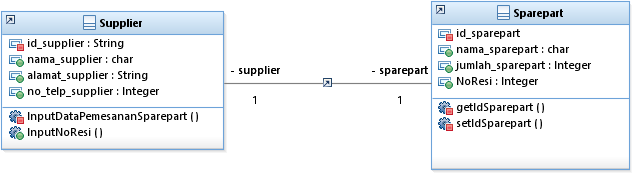 Supplier
id_supplier : String
nama_supplier : char
alamat_supplier : String
no_telp_supplier : Integer
InputDataPemesananSparepart ( )
InputNoResi ( )
- supplier
1
- sparepart
1
Sparepart
id_sparepart
nama_sparepart : char
jumlah_sparepart : Integer
NoResi : Integer
getIdSparepart ( )
setIdSparepart ( )